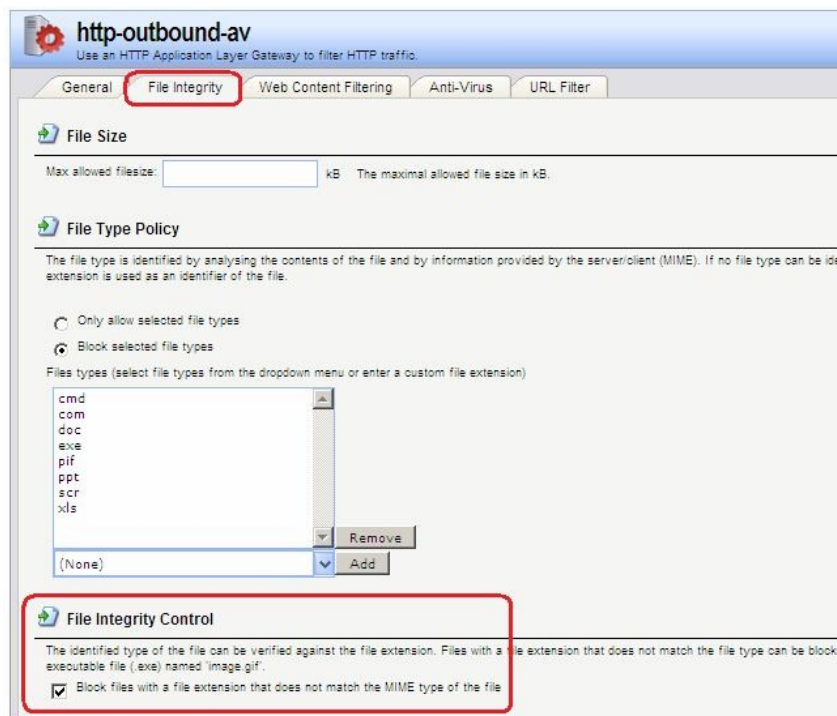 http-outbound-av
Use an HTTP Application Layer Gateway to filter HTTP traffic.
General
File Integrity
Web Content Filtering
Anti-Virus
URL Filter
File Size
Max allowed filesize:
kB The maximal allowed file size in kB.
File Type Policy
The file type is identified by analysing the contents of the file and by information provided by the server/client (MIME). If no file type can be ide
extension is used as an identifier of the file.
Only allow selected file types
Block selected file types
Files types (select file types from the dropdown menu or enter a custom file extension)
cmd
com
doc
exe
pif
ppt
scr
xls
Remove
(None)
Add
File Integrity Control
The identified type of the file can be verified against the file extension. Files with a file extension that does not match the file type can be block
executable file (.exe) named 'image.gif'.
Block files with a file extension that does not match the MIME type of the file